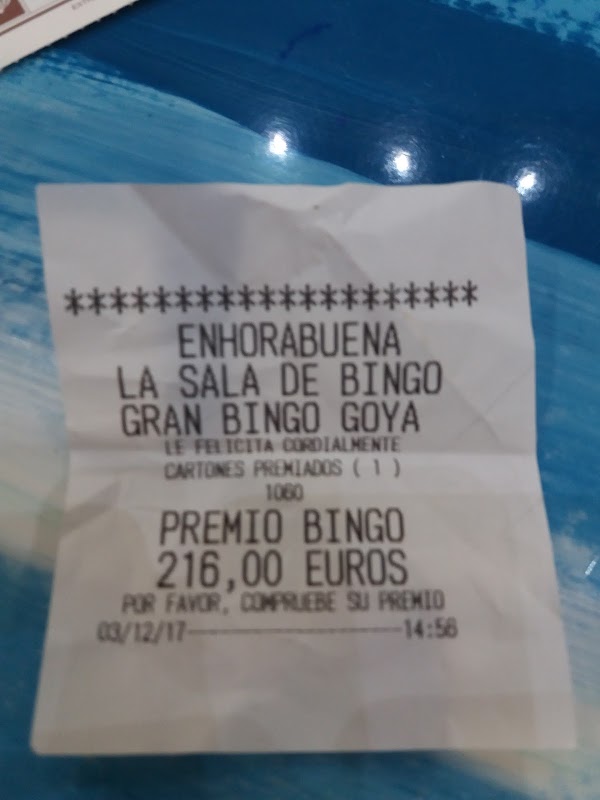 *******************
ENHORABUENA
LA SALA DE BINGO
GRAN BINGO GOYA
LE FELICITA CORDIALMENTE
CARTONES PREMIADOS ( 1 )
1060
PREMIO BINGO
216,00 EUROS
POR FAVOR, COMPRUEBE SU PREMIO
03/12/17--------------------14:56